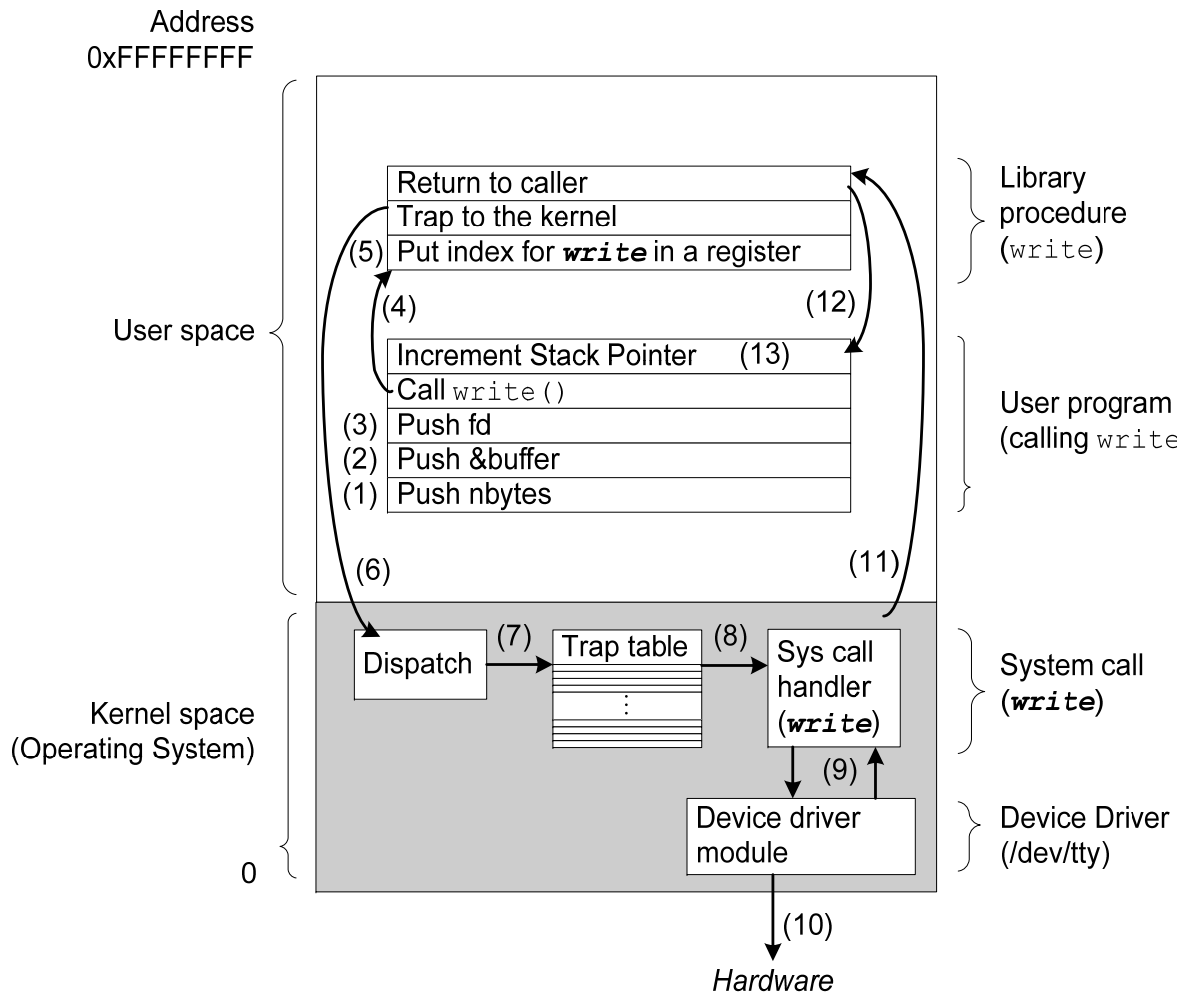 Address
0xFFFFFFFF
Return to caller
Trap to the kernel
(5) Put index for write in a register
Library
procedure
(write)
(4)
(12)
User space
Increment Stack Pointer (13)
Call write()
(3) Push fd
(2) Push &buffer
(1) Push nbytes
User program
(calling write
(6)
(11)
Dispatch
(7)
Trap table
⋮
(8)
Sys call
handler
(write)
System call
(write)
Kernel space
(Operating System)
(9)
Device driver
module
Device Driver
(/dev/tty)
0
(10)
Hardware